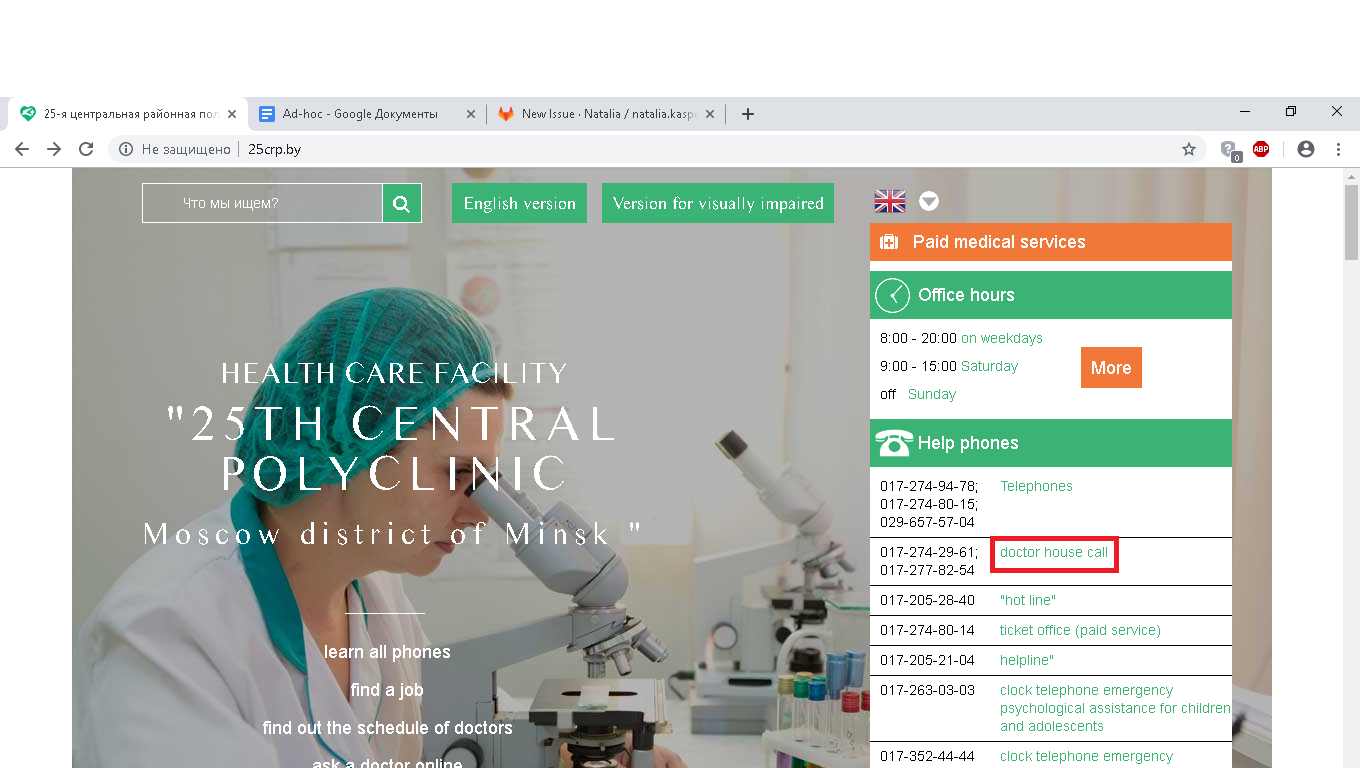 25-я центральная районная пол
Ad-hoc - Google Документы
New Issue · Natalia / natalia.kaspe
Не защищено
25crp.by
0
ABP
Что мы ищем?
English version
Version for visually impaired
Paid medical services
Office hours
8:00 - 20:00 on weekdays
9:00 - 15:00 Saturday
More
off Sunday
HEALTH CARE FACILITY
"25TH CENTRAL
POLYCLINIC
Moscow district of Minsk "
learn all phones
find a job
find out the schedule of doctors
ask a doctor online
Help phones
017-274-94-78; Telephones
017-274-80-15;
029-657-57-04
017-274-29-61; doctor house call
017-277-82-54
017-205-28-40 "hot line"
017-274-80-14 ticket office (paid service)
017-205-21-04 helpline"
017-263-03-03 clock telephone emergency
psychological assistance for children
and adolescents
017-352-44-44 clock telephone emergency